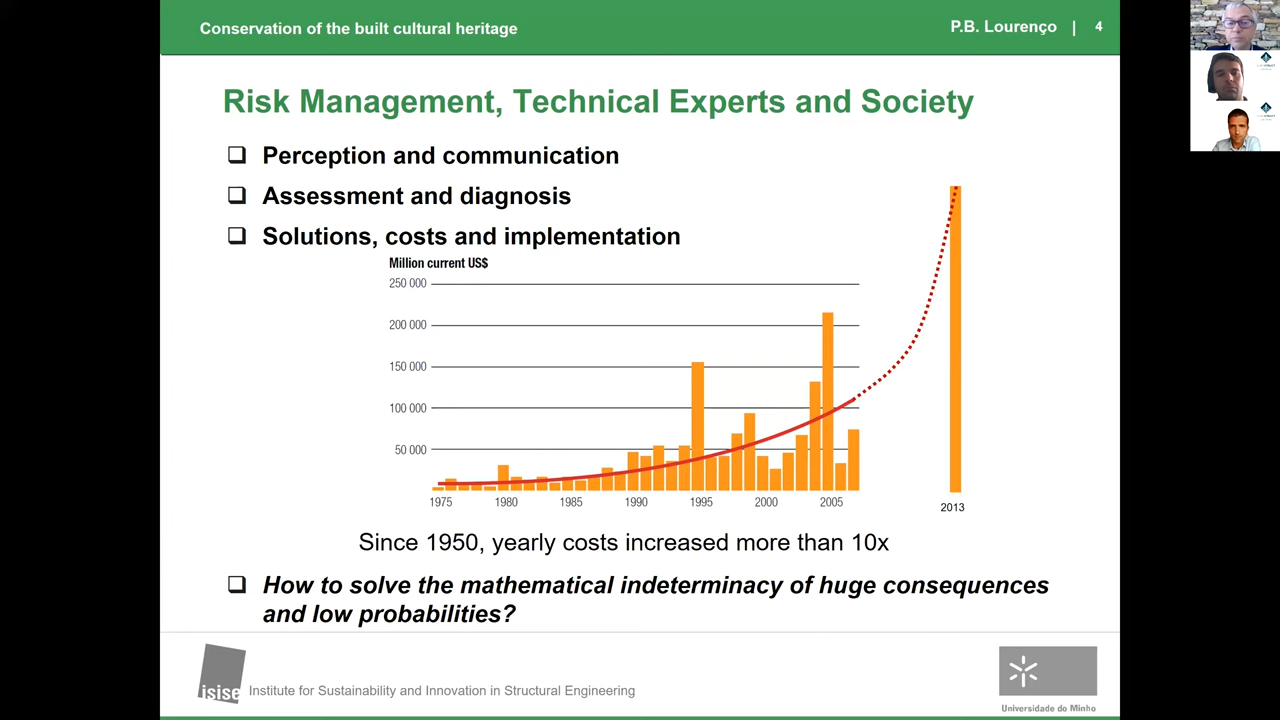 Conservation of the built cultural heritage
P.B. Lourenço | 4
Risk Management, Technical Experts and Society
Perception and communication
Assessment and diagnosis
Solutions, costs and implementation
Million current US$
250 000
200 000
150 000
100 000
50 000
1975 1980 1985 1990 1995 2000 2005
2013
Since 1950, yearly costs increased more than 10x
How to solve the mathematical indeterminacy of huge consequences
and low probabilities?
isise Institute for Sustainability and Innovation in Structural Engineering
Universidade do Minho